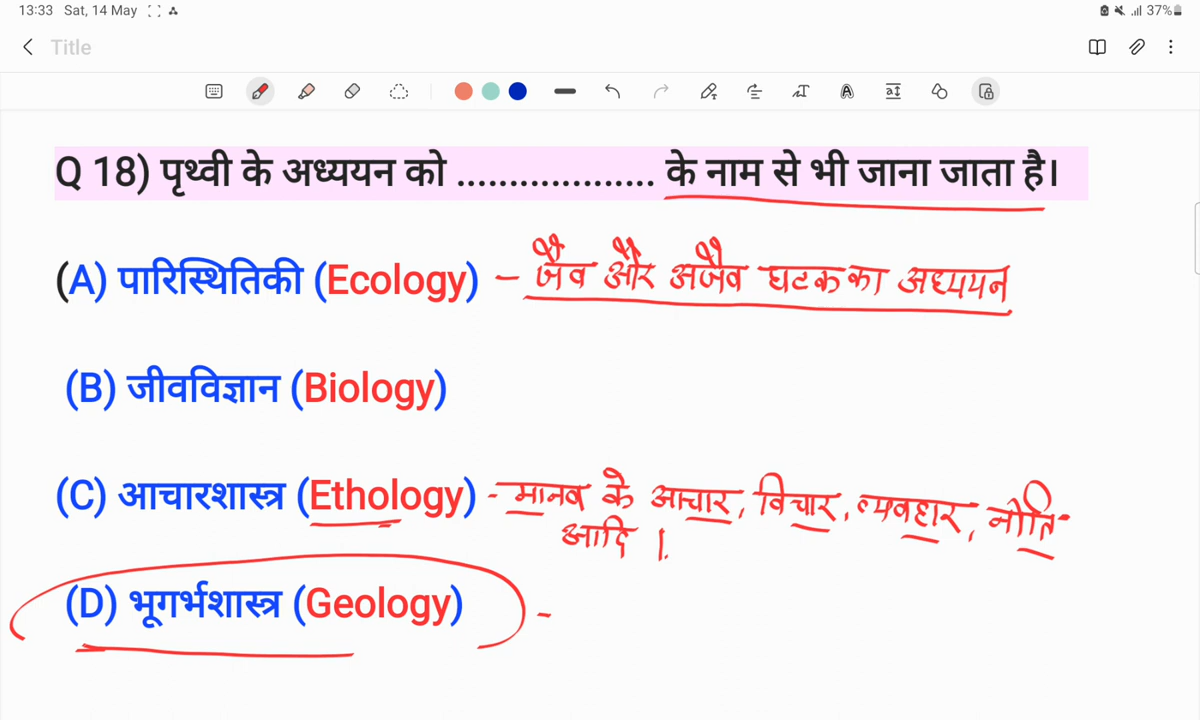 13:33 Sat, 14 May 37%
Title
Q 18) पृथ्वी के अध्ययन को ................... के नाम से भी जाना जाता है।
(A) पारिस्थितिकी (Ecology) - जैव और अजैव घटक का अध्ययन
(B) जीवविज्ञान (Biology)
(C) आचारशास्त्र (Ethology) - मानव के आचार, विचार, व्यवहार, नीति-
आदि ।
(D) भूगर्भशास्त्र (Geology) -